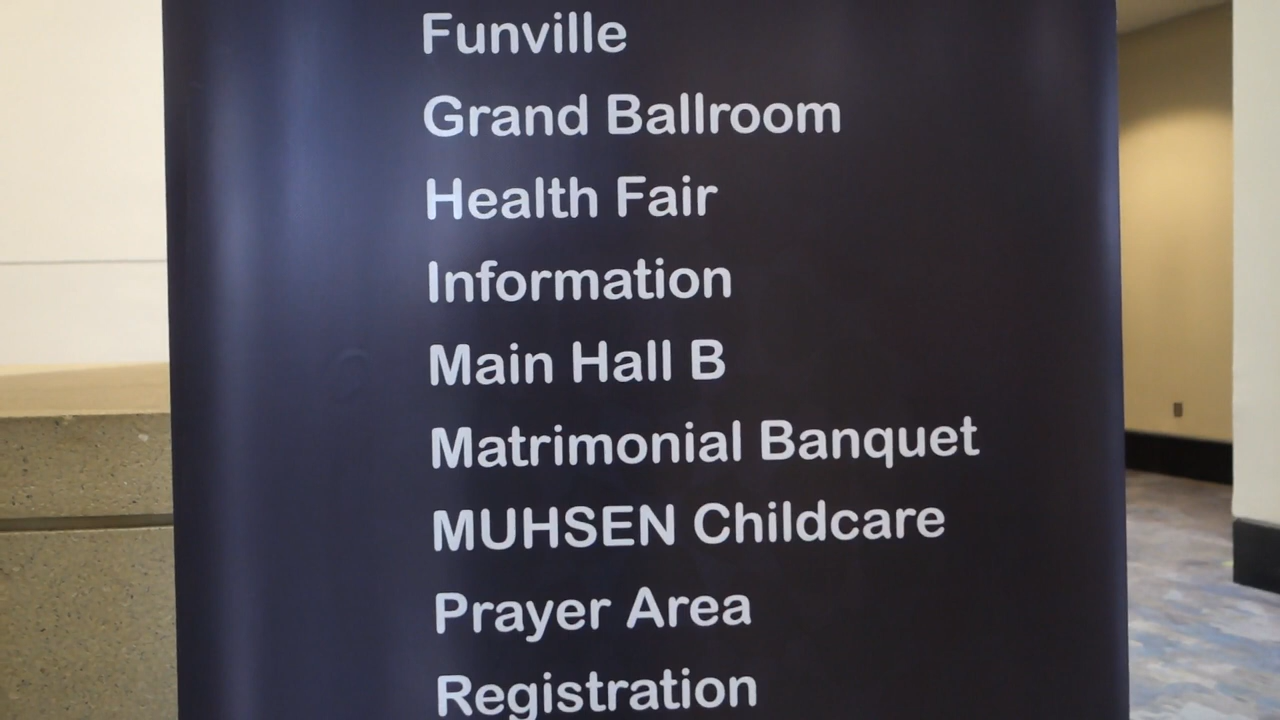 Funville
Grand Ballroom
Health Fair
Information
Main Hall B
Matrimonial Banquet
MUHSEN Childcare
Prayer Area
Registration